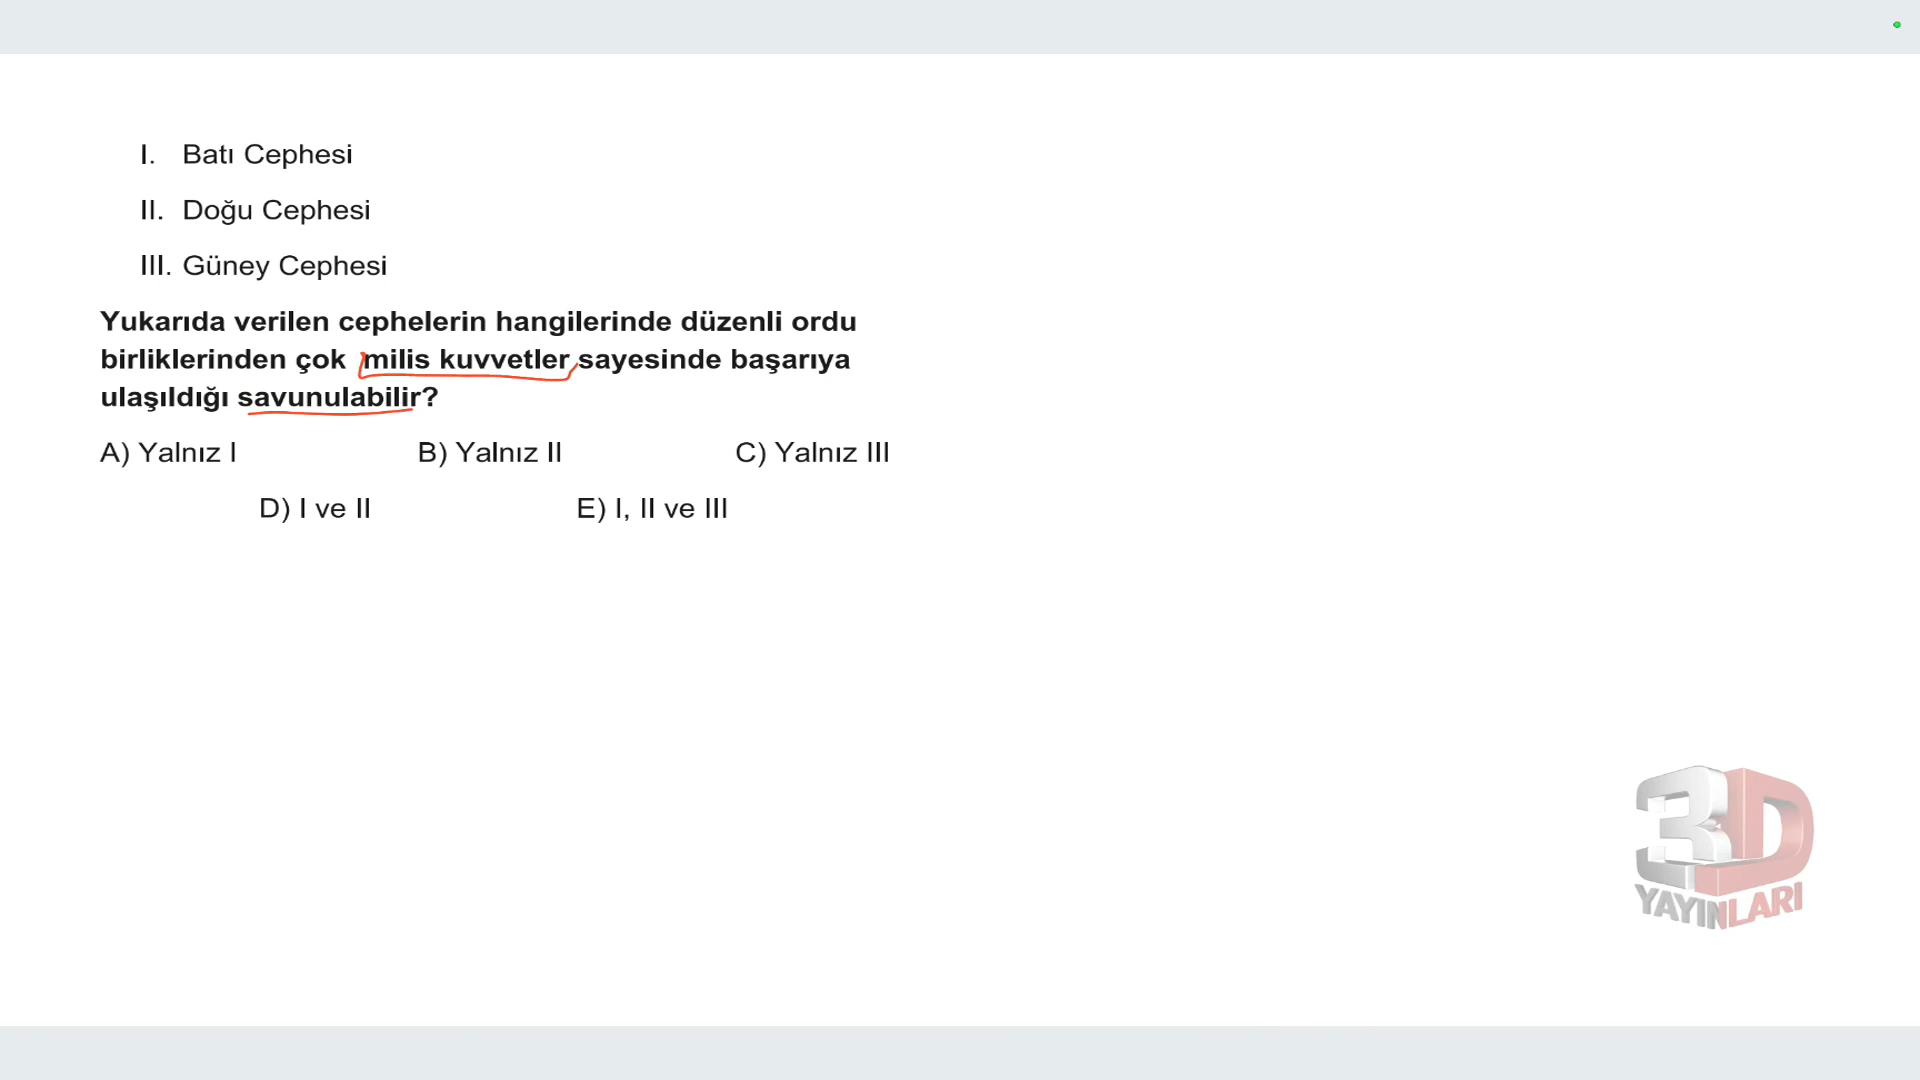 I. Batı Cephesi
II. Doğu Cephesi
III. Güney Cephesi
Yukarıda verilen cephelerin hangilerinde düzenli ordu
birliklerinden çok milis kuvvetler sayesinde başarıya
ulaşıldığı savunulabilir?
A) Yalnız I B) Yalnız II C) Yalnız III
D) I ve II E) I, II ve III
3D
YAYINLARI